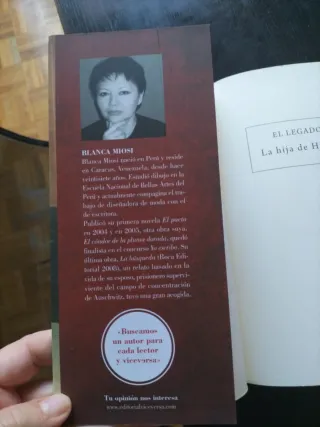 BLANCA MIOSI
Blanca Miosi nació en Perú y reside
en Caracas, Venezuela, desde hace
veintisiete años. Estudió dibujo en la
Escuela Nacional de Bellas Artes del
Perú y actualmente compagina el tra-
bajo de diseñadora de moda con el
de escritora.
Publicó su primera novela El pacto
en 2004 y en 2005, otra obra suya,
El cóndor de la pluma dorada, quedó
finalista en el concurso Yo escribo. Su
última obra, La búsqueda (Roca Edi-
torial 2008), un relato basado en la
vida de su esposo, prisionero supervi-
viente del campo de concentración
de Auschwitz, tuvo una gran acogida.
«Buscamos
un autor para
cada lector
y viceversa»
Tu opinión nos interesa
www.editorialviceversa.com
EL LEGADO
La hija de H